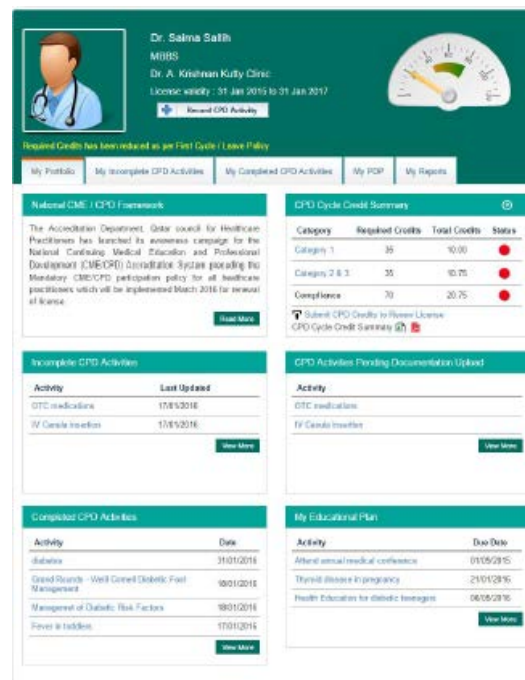 Dr. Saima Salih
MBBS
Dr. A. Krishnan Kutty Clinic
License validity : 31 Jan 2015 to 31 Jan 2017
Record CPD Activity
Required Credits has been reduced as per First Cycle / Leave Policy
My Portfolio
My Incomplete CPD Activities
My Completed CPD Activities
My PDP
My Reports
National CME / CPD Framework
The Accreditation Department, Qatar council for Healthcare
Practitioners has launched its awareness campaign for the
National Continuing Medical Education and Professional
Development (CME/CPD) Accreditation System preceding the
Mandatory CME/CPD participation policy for all healthcare
practitioners which will be implemented March 2016 for renewal
of license.
Read More
CPD Cycle Credit Summary
Category Required Credits Total Credits Status
Category 1 35 10.00
Category 2 & 3 35 10.75
Compliance 70 20.75
Submit CPD Credits to Renew License
CPD Cycle Credit Summary
Incomplete CPD Activities
Activity Last Updated
OTC medications 17/01/2016
IV Canula insertion 17/01/2016
View More
CPD Activities Pending Documentation Upload
Activity
OTC medications
IV Canula insertion
View More
Completed CPD Activities
Activity Date
diabetes 31/01/2016
Grand Rounds - Weill Cornell Diabetic Foot
Management 18/01/2016
Management of Diabetic Risk Factors 18/01/2016
Fever in toddlers 17/01/2016
View More
My Educational Plan
Activity Due Date
Attend annual medical conference 01/05/2015
Thyroid disease in pregnancy 21/01/2016
Health Education for diabetic teenagers 06/05/2016
View More